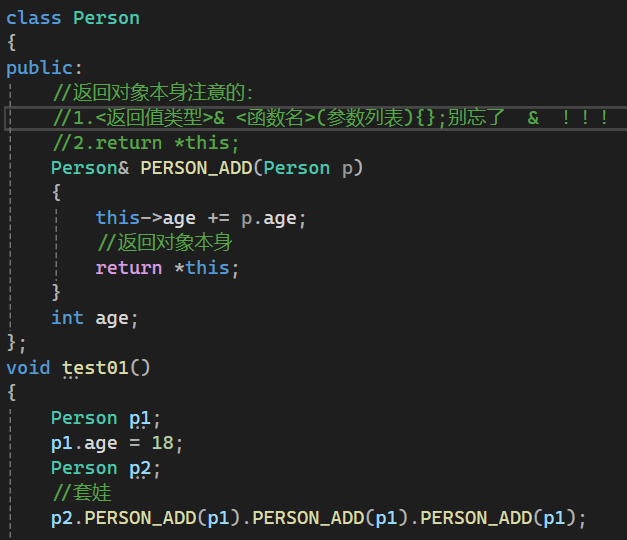 class Person
{
public:
//返回对象本身注意的:
//1.<返回值类型>& <函数名>(参数列表){};别忘了 & ！！！
//2.return *this;
Person& PERSON_ADD(Person p)
{
this->age += p.age;
//返回对象本身
return *this;
}
int age;
};
void test01()
{
Person p1;
p1.age = 18;
Person p2;
//套娃
p2.PERSON_ADD(p1).PERSON_ADD(p1).PERSON_ADD(p1);